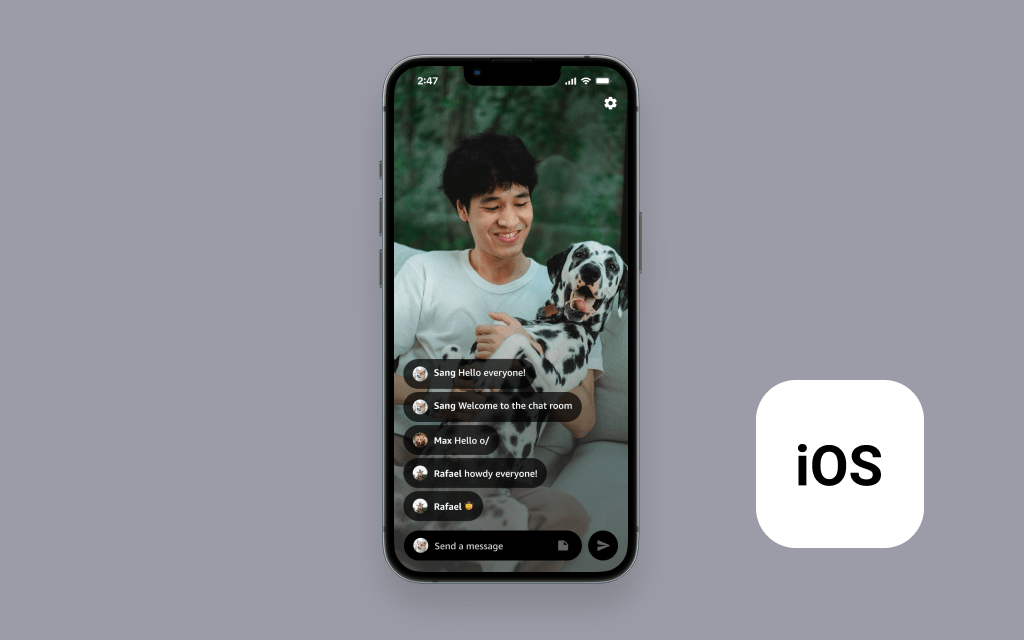 2:47
Sang Hello everyone!
Sang Welcome to the chat room
Max Hello o/
Rafael howdy everyone!
Rafael 🤠
Send a message
iOS